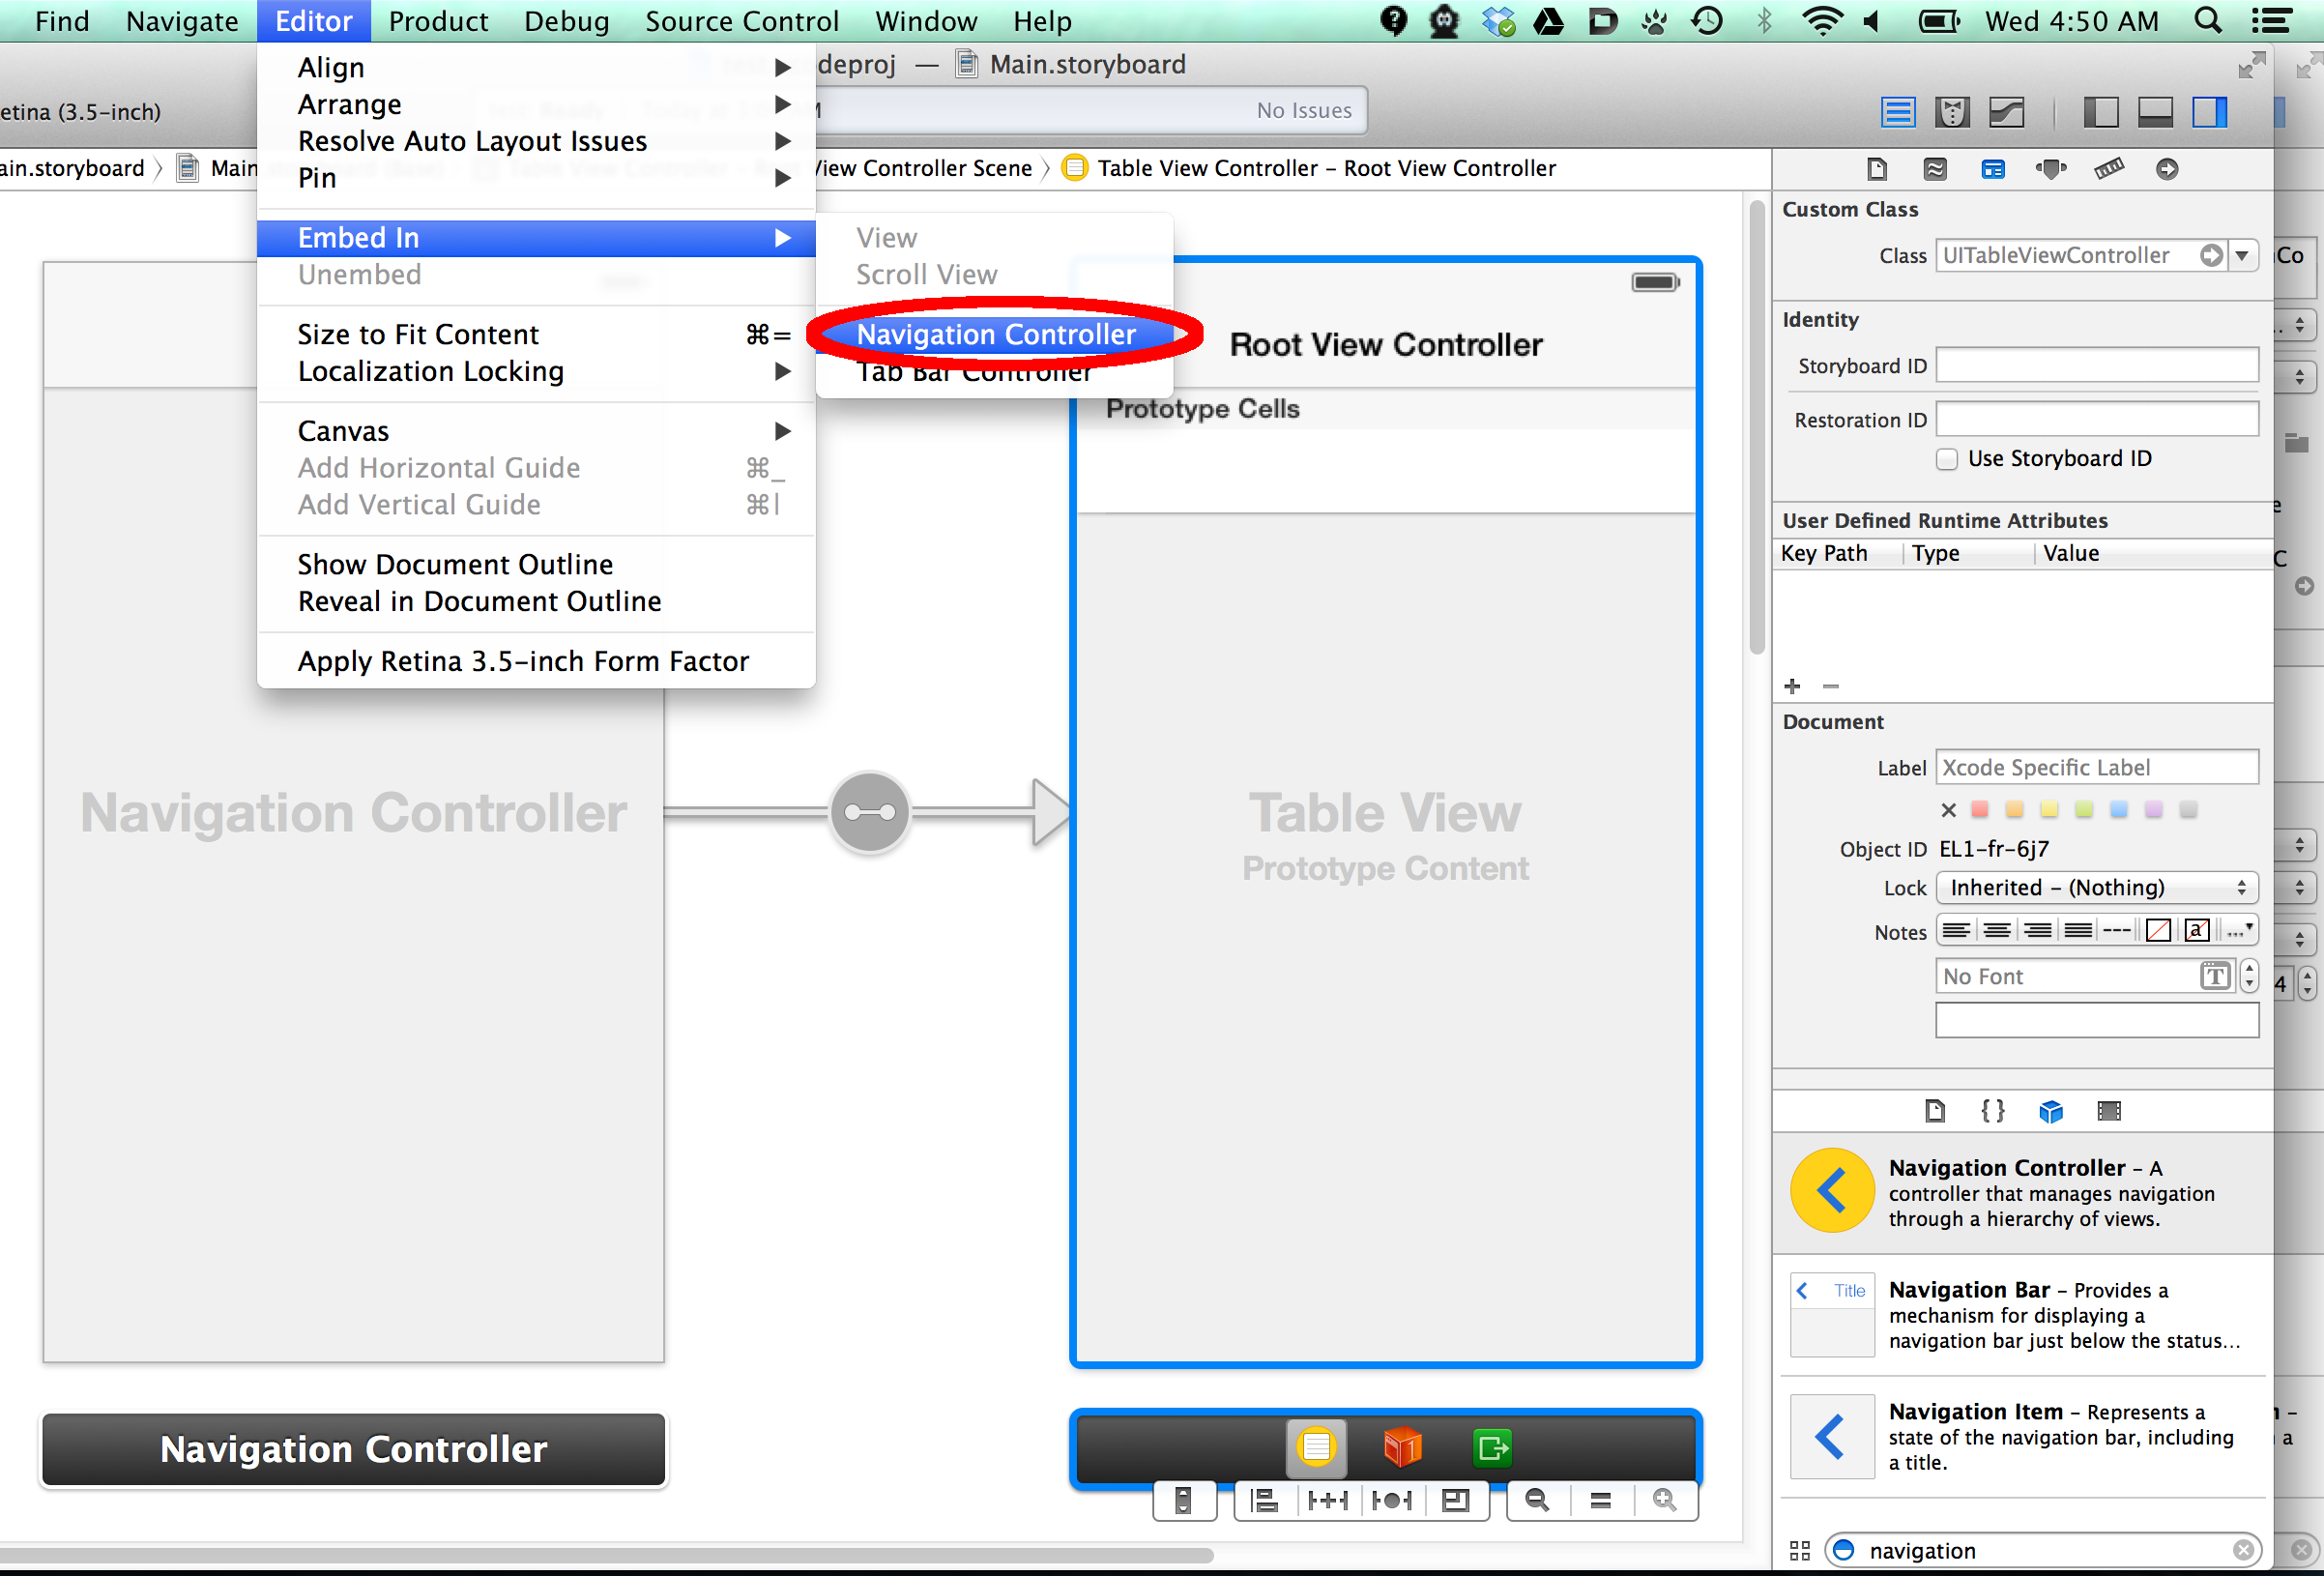 Find Navigate Editor Product Debug Source Control Window Help Wed 4:50 AM
deproj — Main.storyboard
etina (3.5-inch)
No Issues
ain.storyboard Main View Controller Scene Table View Controller – Root View Controller
Align
Arrange
Resolve Auto Layout Issues
Pin
Embed In
Unembed
Size to Fit Content ⌘=
Localization Locking
Canvas
Add Horizontal Guide ⌘_
Add Vertical Guide ⌘|
Show Document Outline
Reveal in Document Outline
Apply Retina 3.5-inch Form Factor
View
Scroll View
Navigation Controller
Tab Bar Controller
Navigation Controller
Navigation Controller
Root View Controller
Prototype Cells
Table View
Prototype Content
1
Custom Class
Class UITableViewController
Identity
Storyboard ID
Restoration ID
Use Storyboard ID
User Defined Runtime Attributes
Key Path Type Value
+ −
Document
Label Xcode Specific Label
Object ID EL1-fr-6j7
Lock Inherited - (Nothing)
Notes
a
...
No Font T
{ }
Navigation Controller – A
controller that manages navigation
through a hierarchy of views.
Title
Navigation Bar – Provides a
mechanism for displaying a
navigation bar just below the status...
Navigation Item – Represents a
state of the navigation bar, including
a title.
navigation
Co
e
C
4
n –
a